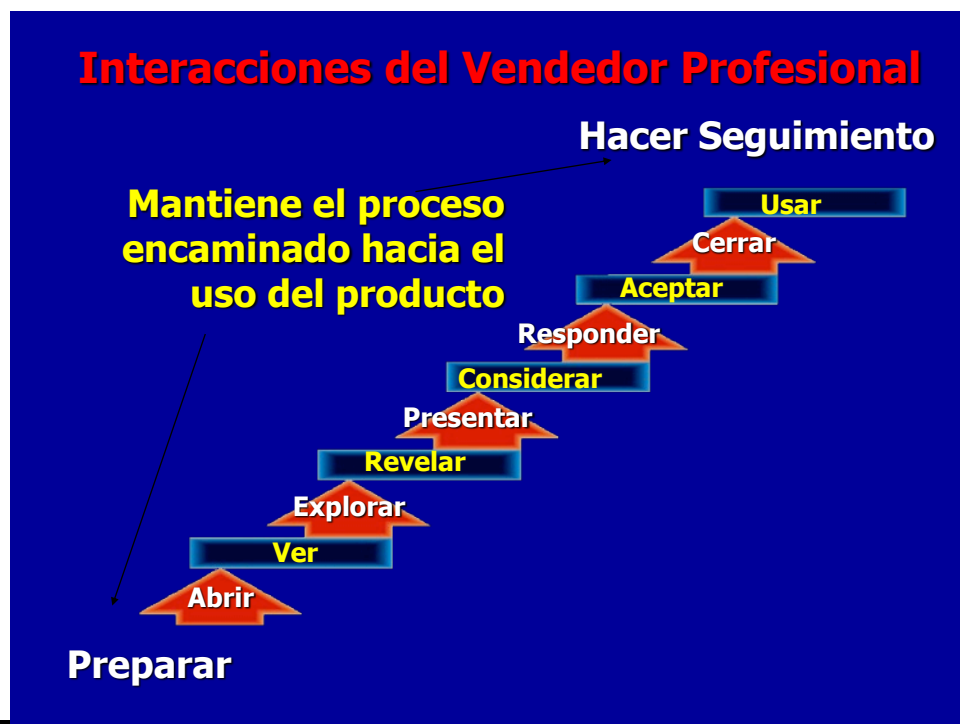 Interacciones del Vendedor Profesional
Hacer Seguimiento
Mantiene el proceso
encaminado hacia el
uso del producto
Usar
Cerrar
Aceptar
Responder
Considerar
Presentar
Revelar
Explorar
Ver
Abrir
Preparar